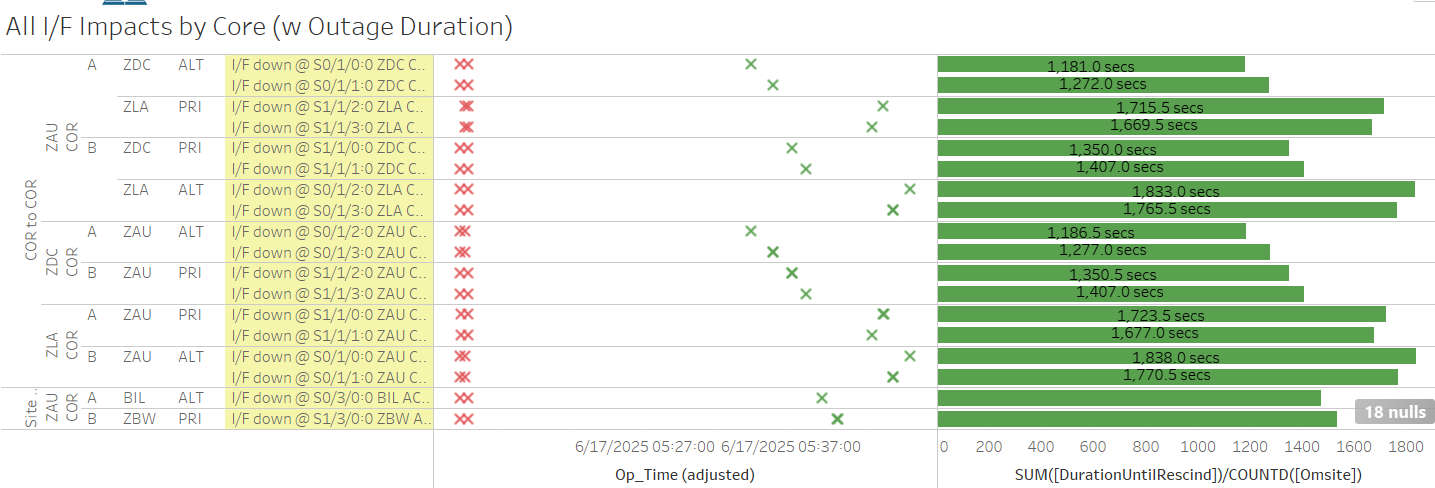 All I/F Impacts by Core (w Outage Duration)
COR to COR
ZAU COR
A ZDC ALT I/F down @ S0/1/0:0 ZDC C.. 1,181.0 secs
I/F down @ S0/1/1:0 ZDC C.. 1,272.0 secs
ZLA PRI I/F down @ S1/1/2:0 ZLA C.. 1,715.5 secs
I/F down @ S1/1/3:0 ZLA C.. 1,669.5 secs
B ZDC PRI I/F down @ S1/1/0:0 ZDC C.. 1,350.0 secs
I/F down @ S1/1/1:0 ZDC C.. 1,407.0 secs
ZLA ALT I/F down @ S0/1/2:0 ZLA C.. 1,833.0 secs
I/F down @ S0/1/3:0 ZLA C.. 1,765.5 secs
ZDC COR
A ZAU ALT I/F down @ S0/1/2:0 ZAU C.. 1,186.5 secs
I/F down @ S0/1/3:0 ZAU C.. 1,277.0 secs
B ZAU PRI I/F down @ S1/1/2:0 ZAU C.. 1,350.5 secs
I/F down @ S1/1/3:0 ZAU C.. 1,407.0 secs
ZLA COR
A ZAU PRI I/F down @ S1/1/0:0 ZAU C.. 1,723.5 secs
I/F down @ S1/1/1:0 ZAU C.. 1,677.0 secs
B ZAU ALT I/F down @ S0/1/0:0 ZAU C.. 1,838.0 secs
I/F down @ S0/1/1:0 ZAU C.. 1,770.5 secs
Site ..
ZAU COR
A BIL ALT I/F down @ S0/3/0:0 BIL AC..
B ZBW PRI I/F down @ S1/3/0:0 ZBW A..
18 nulls
6/17/2025 05:27:00 6/17/2025 05:37:00 0 200 400 600 800 1000 1200 1400 1600 1800
Op_Time (adjusted) SUM([DurationUntilRescind])/COUNTD([Omsite])